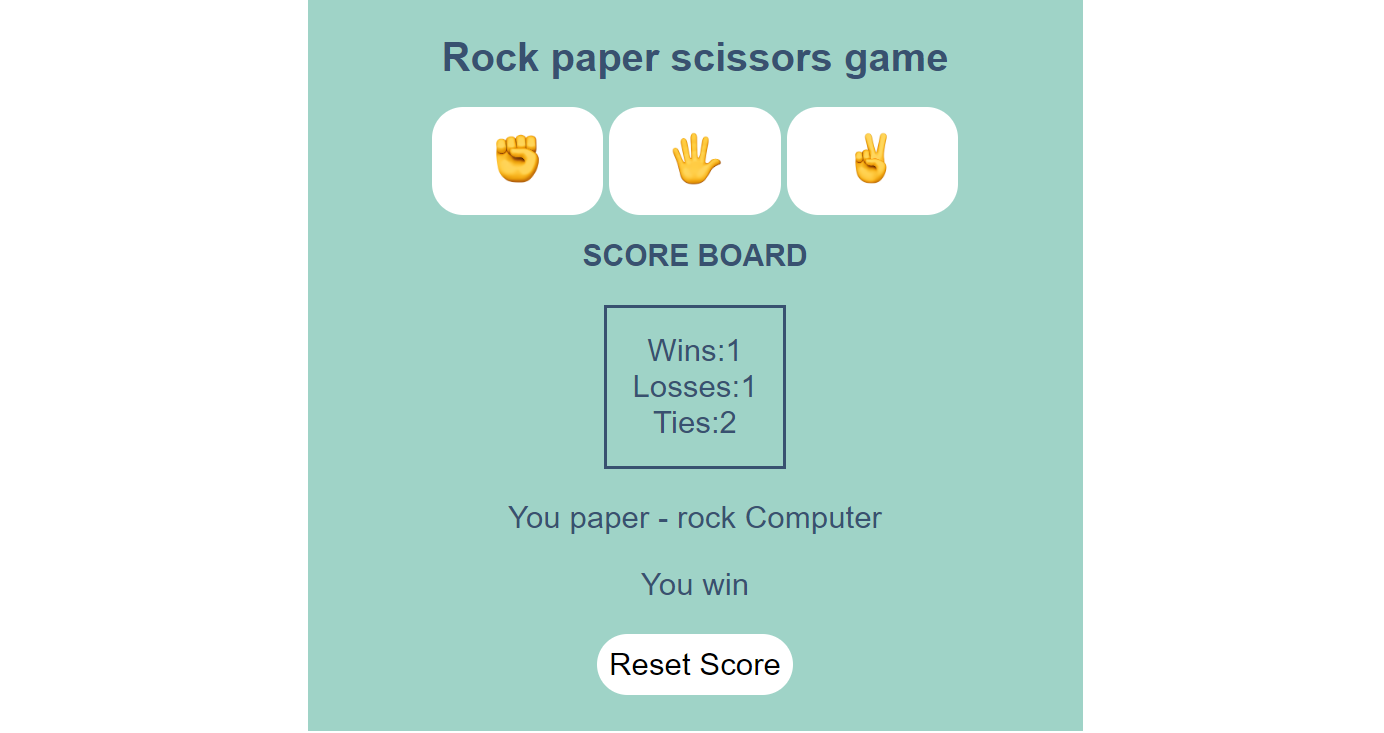 Rock paper scissors game
SCORE BOARD
Wins:1
Losses:1
Ties:2
You paper - rock Computer
You win
Reset Score